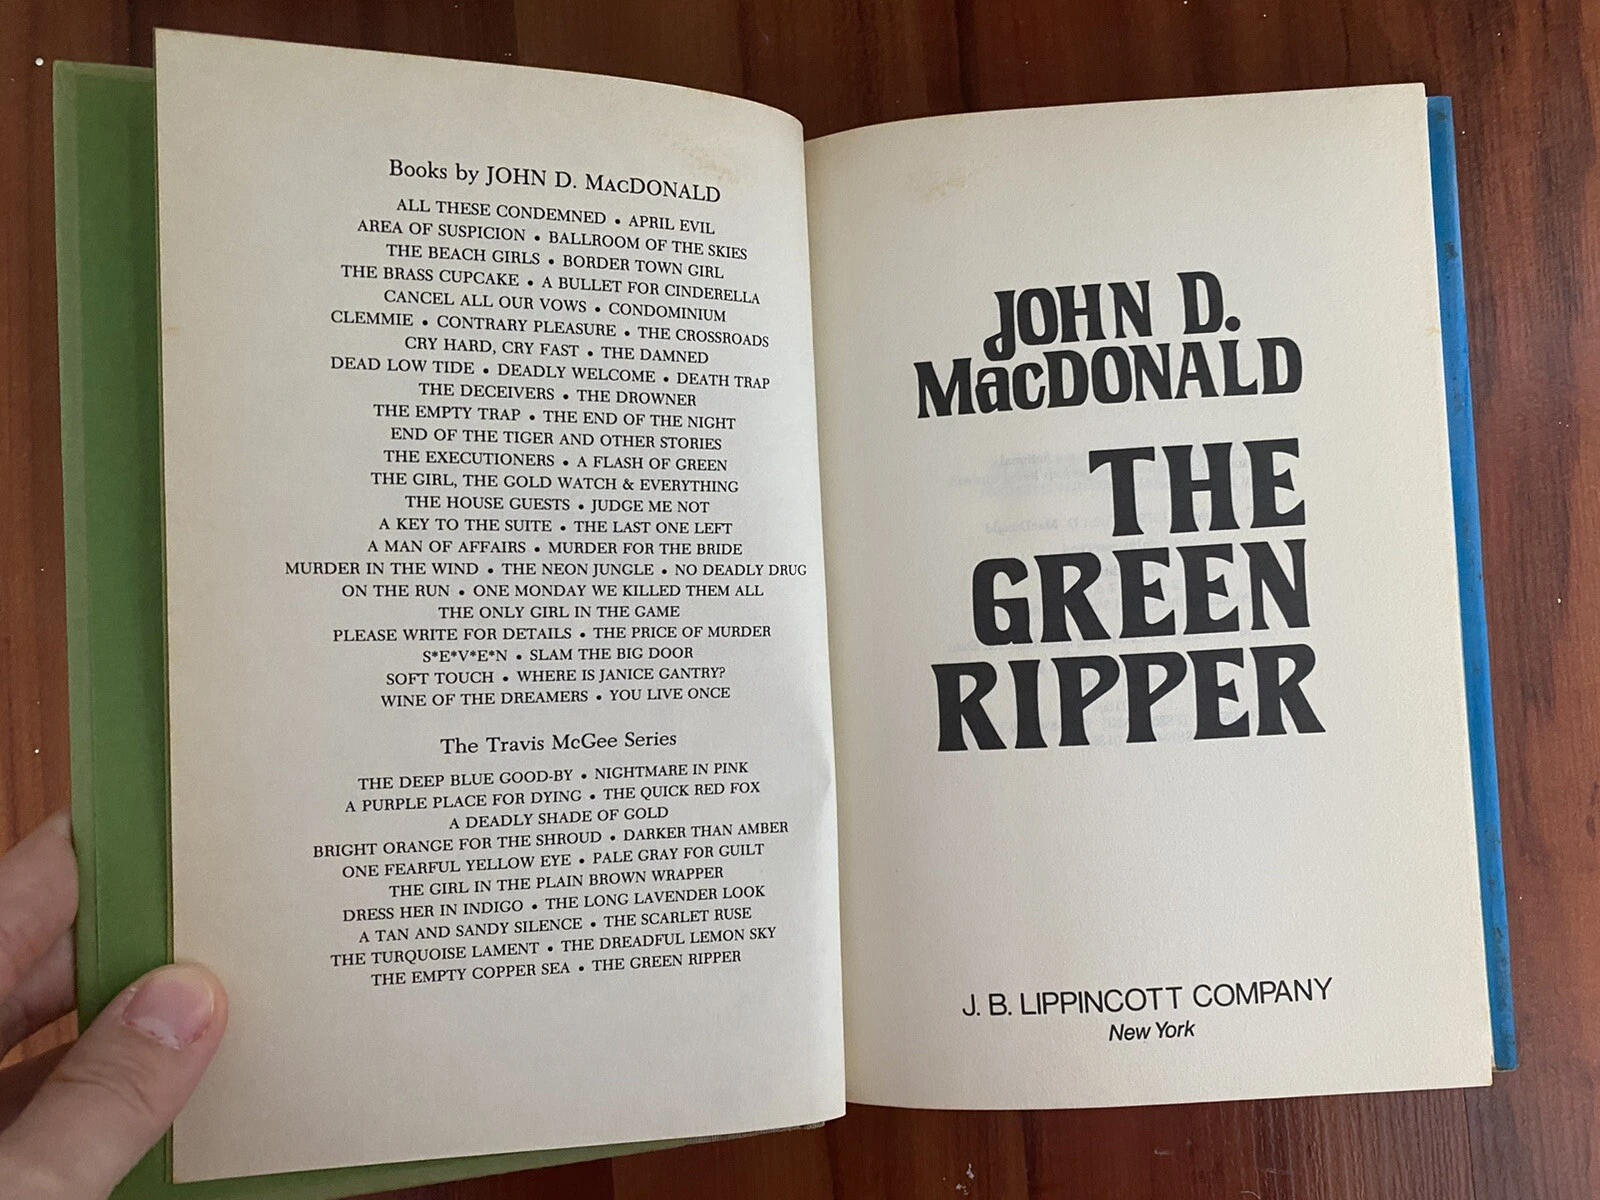 Books by JOHN D. MacDONALD
ALL THESE CONDEMNED • APRIL EVIL
AREA OF SUSPICION • BALLROOM OF THE SKIES
THE BEACH GIRLS • BORDER TOWN GIRL
THE BRASS CUPCAKE • A BULLET FOR CINDERELLA
CANCEL ALL OUR VOWS • CONDOMINIUM
CLEMMIE • CONTRARY PLEASURE • THE CROSSROADS
CRY HARD, CRY FAST • THE DAMNED
DEAD LOW TIDE • DEADLY WELCOME • DEATH TRAP
THE DECEIVERS • THE DROWNER
THE EMPTY TRAP • THE END OF THE NIGHT
END OF THE TIGER AND OTHER STORIES
THE EXECUTIONERS • A FLASH OF GREEN
THE GIRL, THE GOLD WATCH & EVERYTHING
THE HOUSE GUESTS • JUDGE ME NOT
A KEY TO THE SUITE • THE LAST ONE LEFT
A MAN OF AFFAIRS • MURDER FOR THE BRIDE
MURDER IN THE WIND • THE NEON JUNGLE • NO DEADLY DRUG
ON THE RUN • ONE MONDAY WE KILLED THEM ALL
THE ONLY GIRL IN THE GAME
PLEASE WRITE FOR DETAILS • THE PRICE OF MURDER
S*E*V*E*N • SLAM THE BIG DOOR
SOFT TOUCH • WHERE IS JANICE GANTRY?
WINE OF THE DREAMERS • YOU LIVE ONCE
The Travis McGee Series
THE DEEP BLUE GOOD-BY • NIGHTMARE IN PINK
A PURPLE PLACE FOR DYING • THE QUICK RED FOX
A DEADLY SHADE OF GOLD
BRIGHT ORANGE FOR THE SHROUD • DARKER THAN AMBER
ONE FEARFUL YELLOW EYE • PALE GRAY FOR GUILT
THE GIRL IN THE PLAIN BROWN WRAPPER
DRESS HER IN INDIGO • THE LONG LAVENDER LOOK
A TAN AND SANDY SILENCE • THE SCARLET RUSE
THE TURQUOISE LAMENT • THE DREADFUL LEMON SKY
THE EMPTY COPPER SEA • THE GREEN RIPPER
JOHN D.
MacDONALD
THE
GREEN
RIPPER
J. B. LIPPINCOTT COMPANY
New York